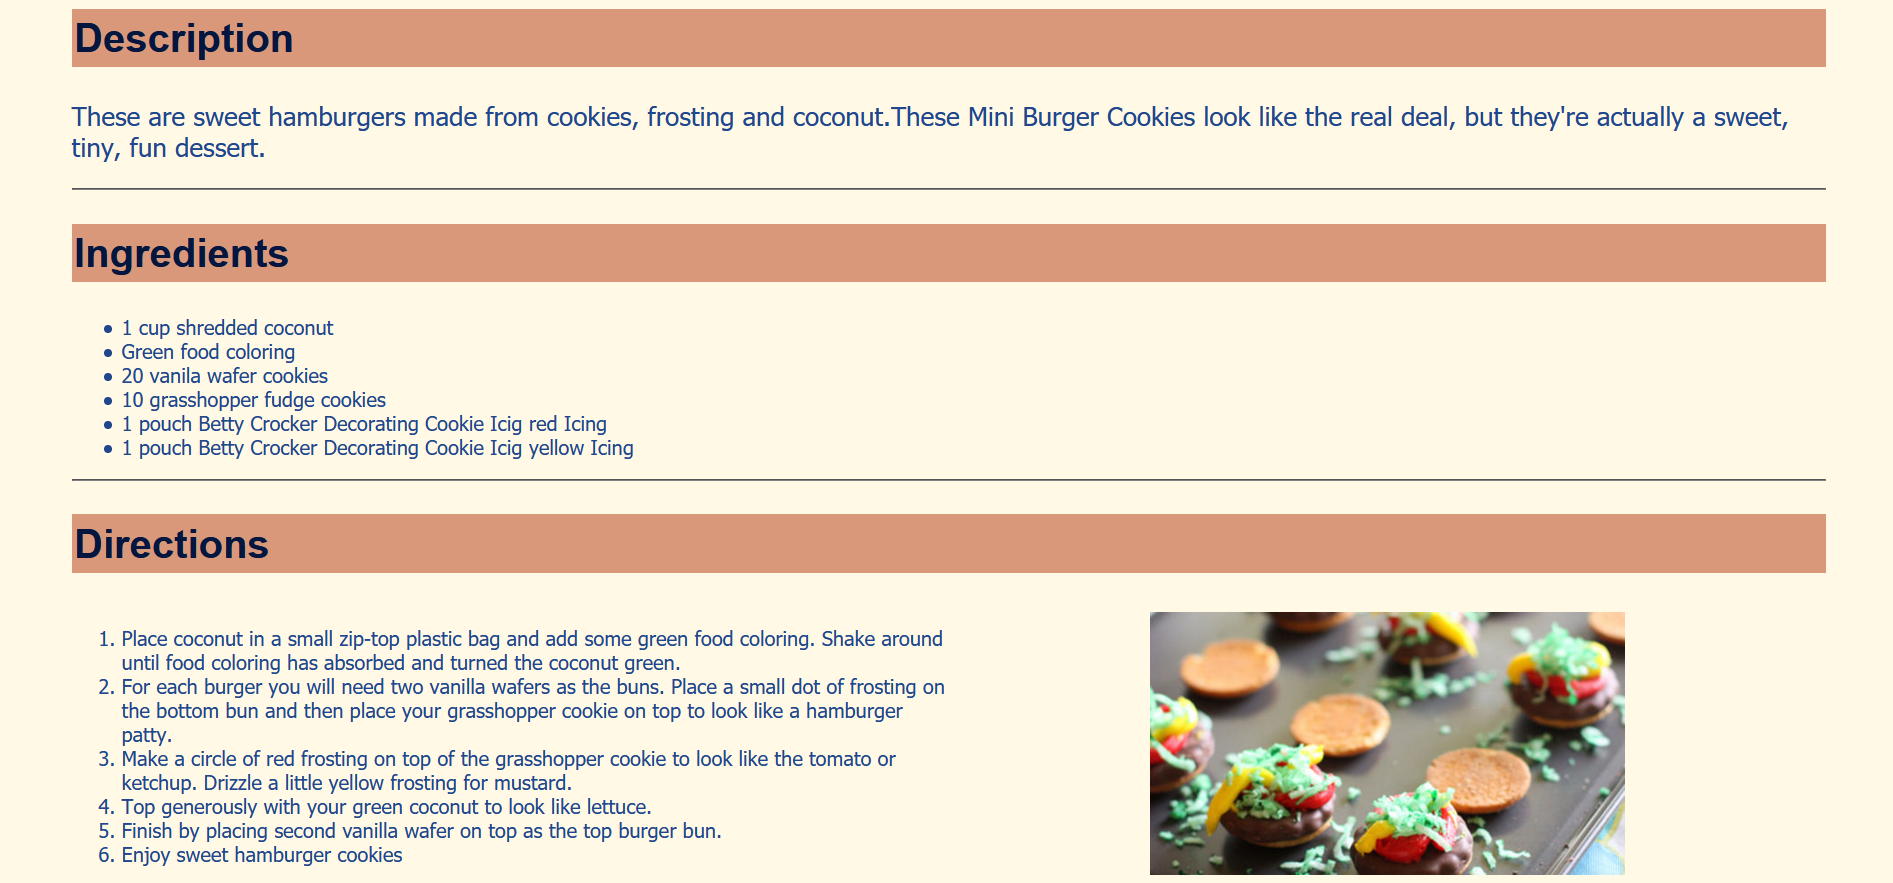 Description
These are sweet hamburgers made from cookies, frosting and coconut.These Mini Burger Cookies look like the real deal, but they're actually a sweet,
tiny, fun dessert.
Ingredients
• 1 cup shredded coconut
• Green food coloring
• 20 vanila wafer cookies
• 10 grasshopper fudge cookies
• 1 pouch Betty Crocker Decorating Cookie Icig red Icing
• 1 pouch Betty Crocker Decorating Cookie Icig yellow Icing
Directions
1. Place coconut in a small zip-top plastic bag and add some green food coloring. Shake around
until food coloring has absorbed and turned the coconut green.
2. For each burger you will need two vanilla wafers as the buns. Place a small dot of frosting on
the bottom bun and then place your grasshopper cookie on top to look like a hamburger
patty.
3. Make a circle of red frosting on top of the grasshopper cookie to look like the tomato or
ketchup. Drizzle a little yellow frosting for mustard.
4. Top generously with your green coconut to look like lettuce.
5. Finish by placing second vanilla wafer on top as the top burger bun.
6. Enjoy sweet hamburger cookies